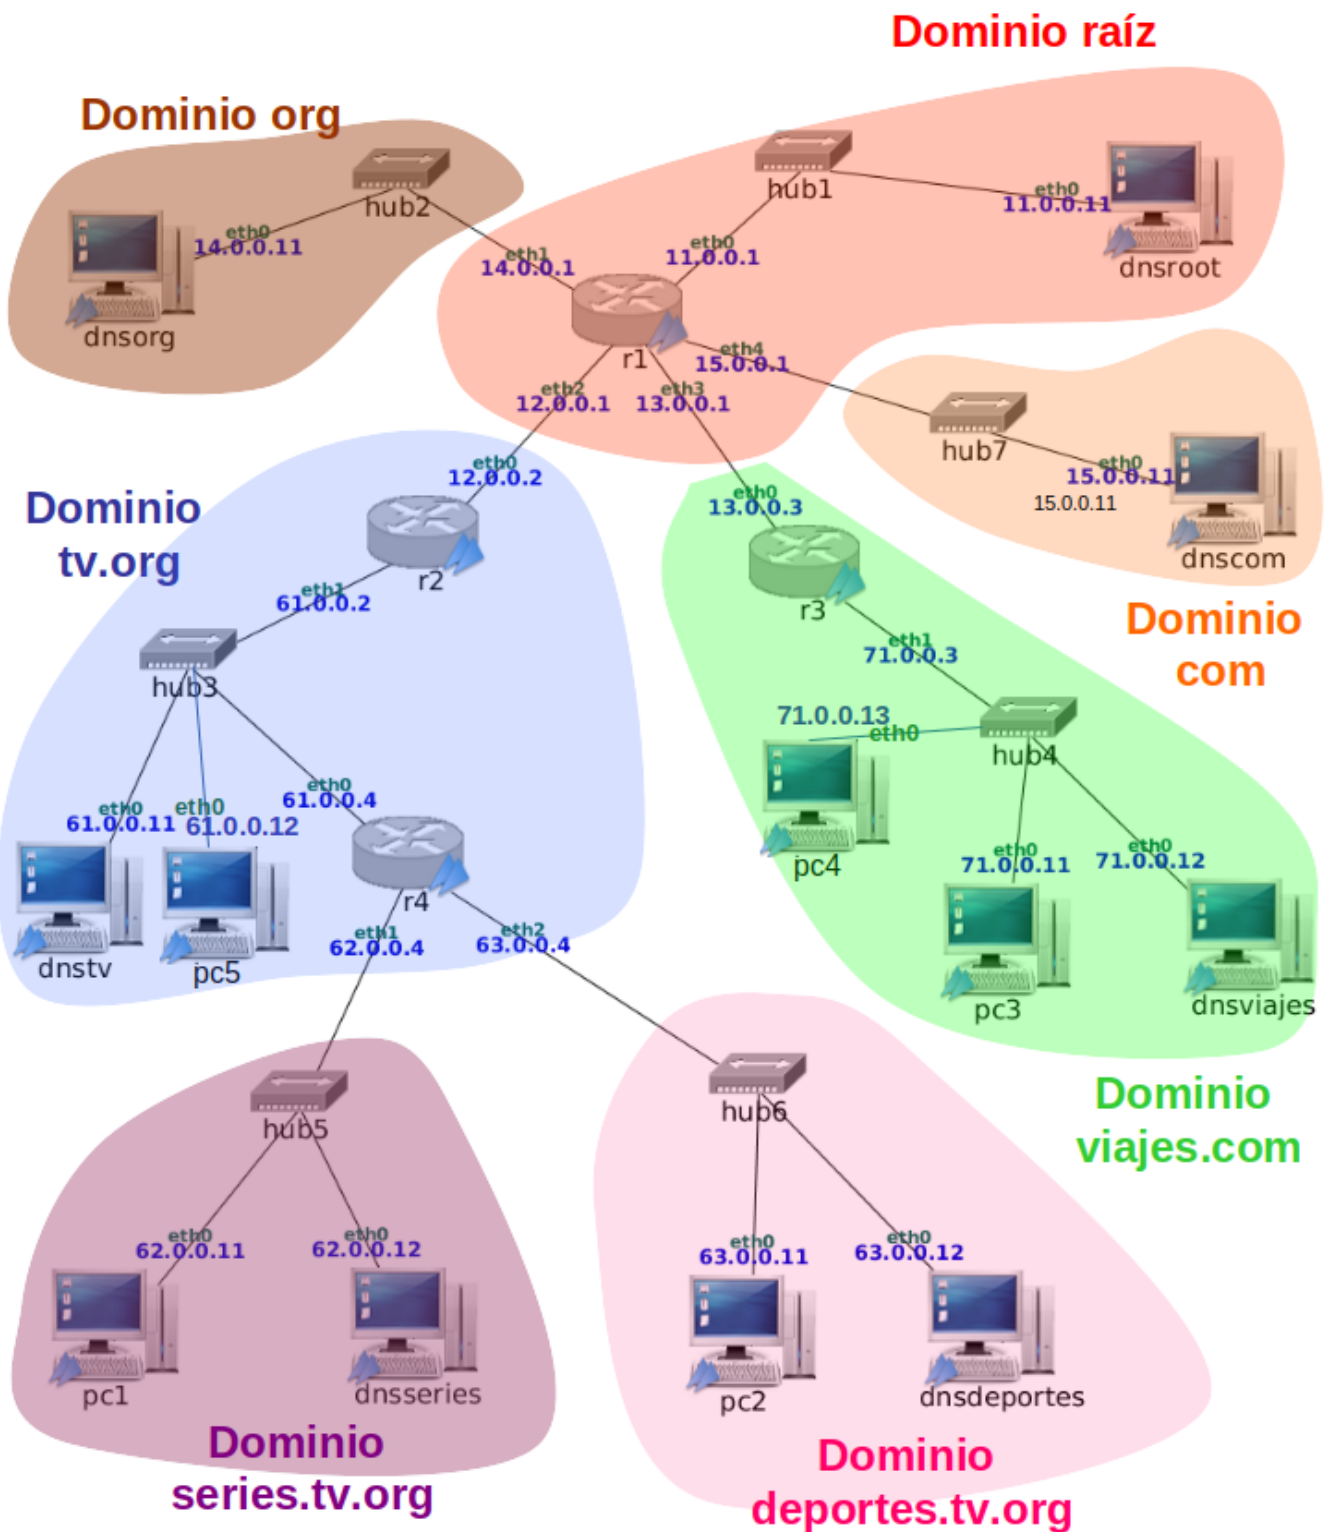 Dominio raíz
Dominio org
hub1
eth0
11.0.0.11
dnsroot
hub2
eth0
14.0.0.11
dnsorg
eth1
14.0.0.1
eth0
11.0.0.1
r1
eth4
15.0.0.1
eth2
12.0.0.1
eth3
13.0.0.1
hub7
eth0
15.0.0.11
15.0.0.11
dnscom
Dominio
com
Dominio
tv.org
eth0
12.0.0.2
r2
eth1
61.0.0.2
hub3
eth0
61.0.0.11
eth0
61.0.0.12
eth0
61.0.0.4
dnstv
pc5
r4
eth1
62.0.0.4
eth2
63.0.0.4
eth0
13.0.0.3
r3
eth1
71.0.0.3
71.0.0.13
eth0
hub4
pc4
eth0
71.0.0.11
eth0
71.0.0.12
pc3
dnsviajes
Dominio
viajes.com
hub5
eth0
62.0.0.11
eth0
62.0.0.12
pc1
dnsseries
Dominio
series.tv.org
hub6
eth0
63.0.0.11
eth0
63.0.0.12
pc2
dnsdeportes
Dominio
deportes.tv.org